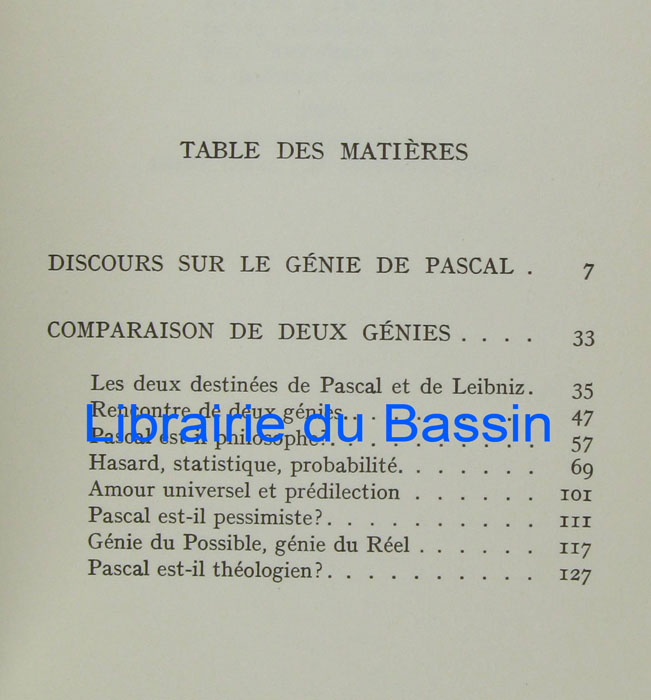 TABLE DES MATIÈRES
DISCOURS SUR LE GÉNIE DE PASCAL . 7
COMPARAISON DE DEUX GÉNIES . . . . 33
Les deux destinées de Pascal et de Leibniz. 35
Rencontre de deux génies. . . . . . . . . 47
Librairie du Bassin
Pascal est-il philosophe? . . . . . . . . . 57
Hasard, statistique, probabilité. . . . . . 69
Amour universel et prédilection . . . . . . 101
Pascal est-il pessimiste? . . . . . . . . . 111
Génie du Possible, génie du Réel . . . . . . 117
Pascal est-il théologien? . . . . . . . . . 127